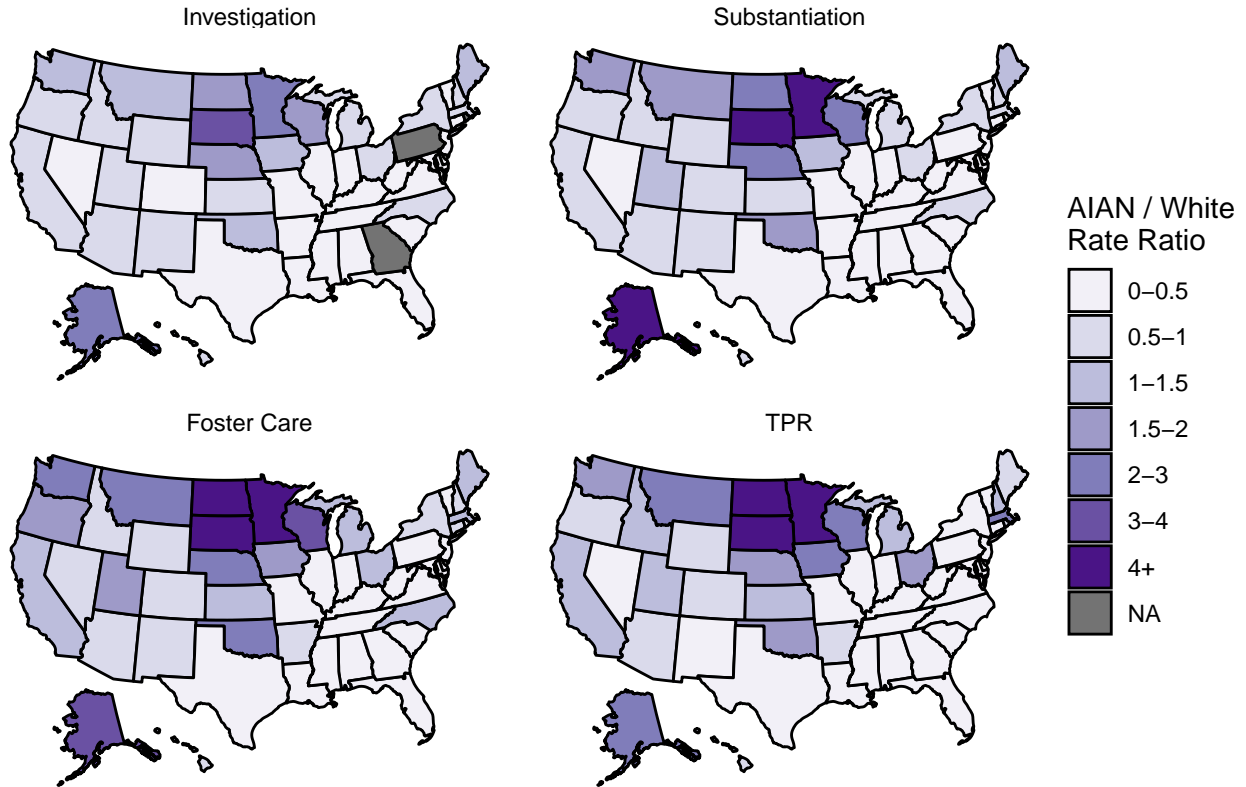 Investigation
Substantiation
Foster Care
TPR
AIAN / White
Rate Ratio
0–0.5
0.5–1
1–1.5
1.5–2
2–3
3–4
4+
NA